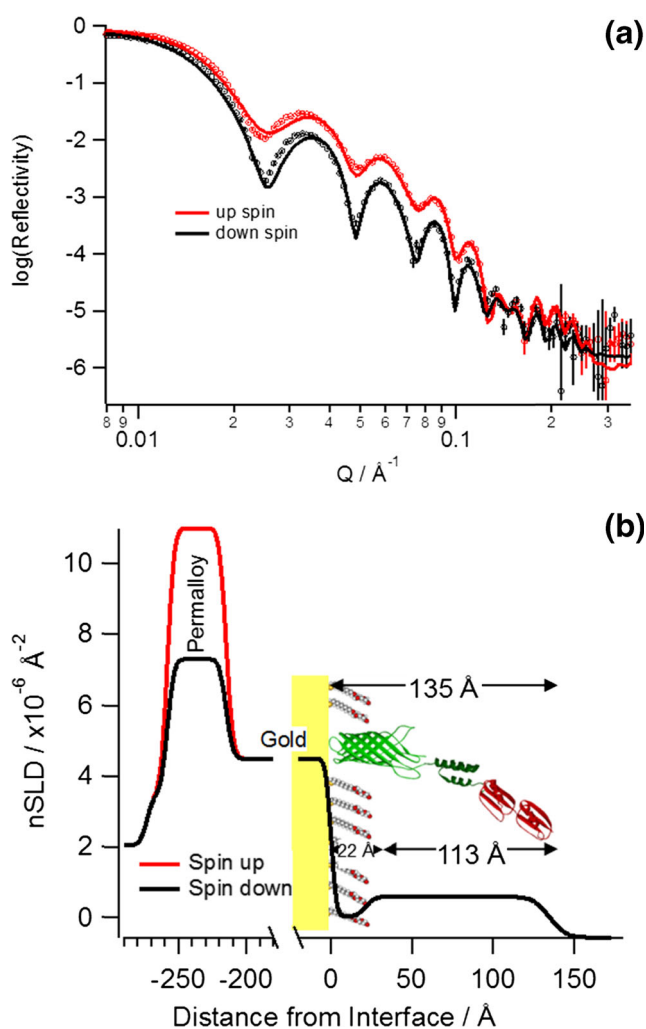 (a)
0
-1
-2
-3
-4
-5
-6
log(Reflectivity)
up spin
down spin
8 9 2 3 4 5 6 7 8 9 2 3
0.01 0.1
Q / Å⁻¹
(b)
10
8
6
4
2
0
nSLD / x10⁻⁶ Å⁻²
Permalloy
Gold
135 Å
22 Å
113 Å
Spin up
Spin down
-250 -200 0 50 100 150
Distance from Interface / Å